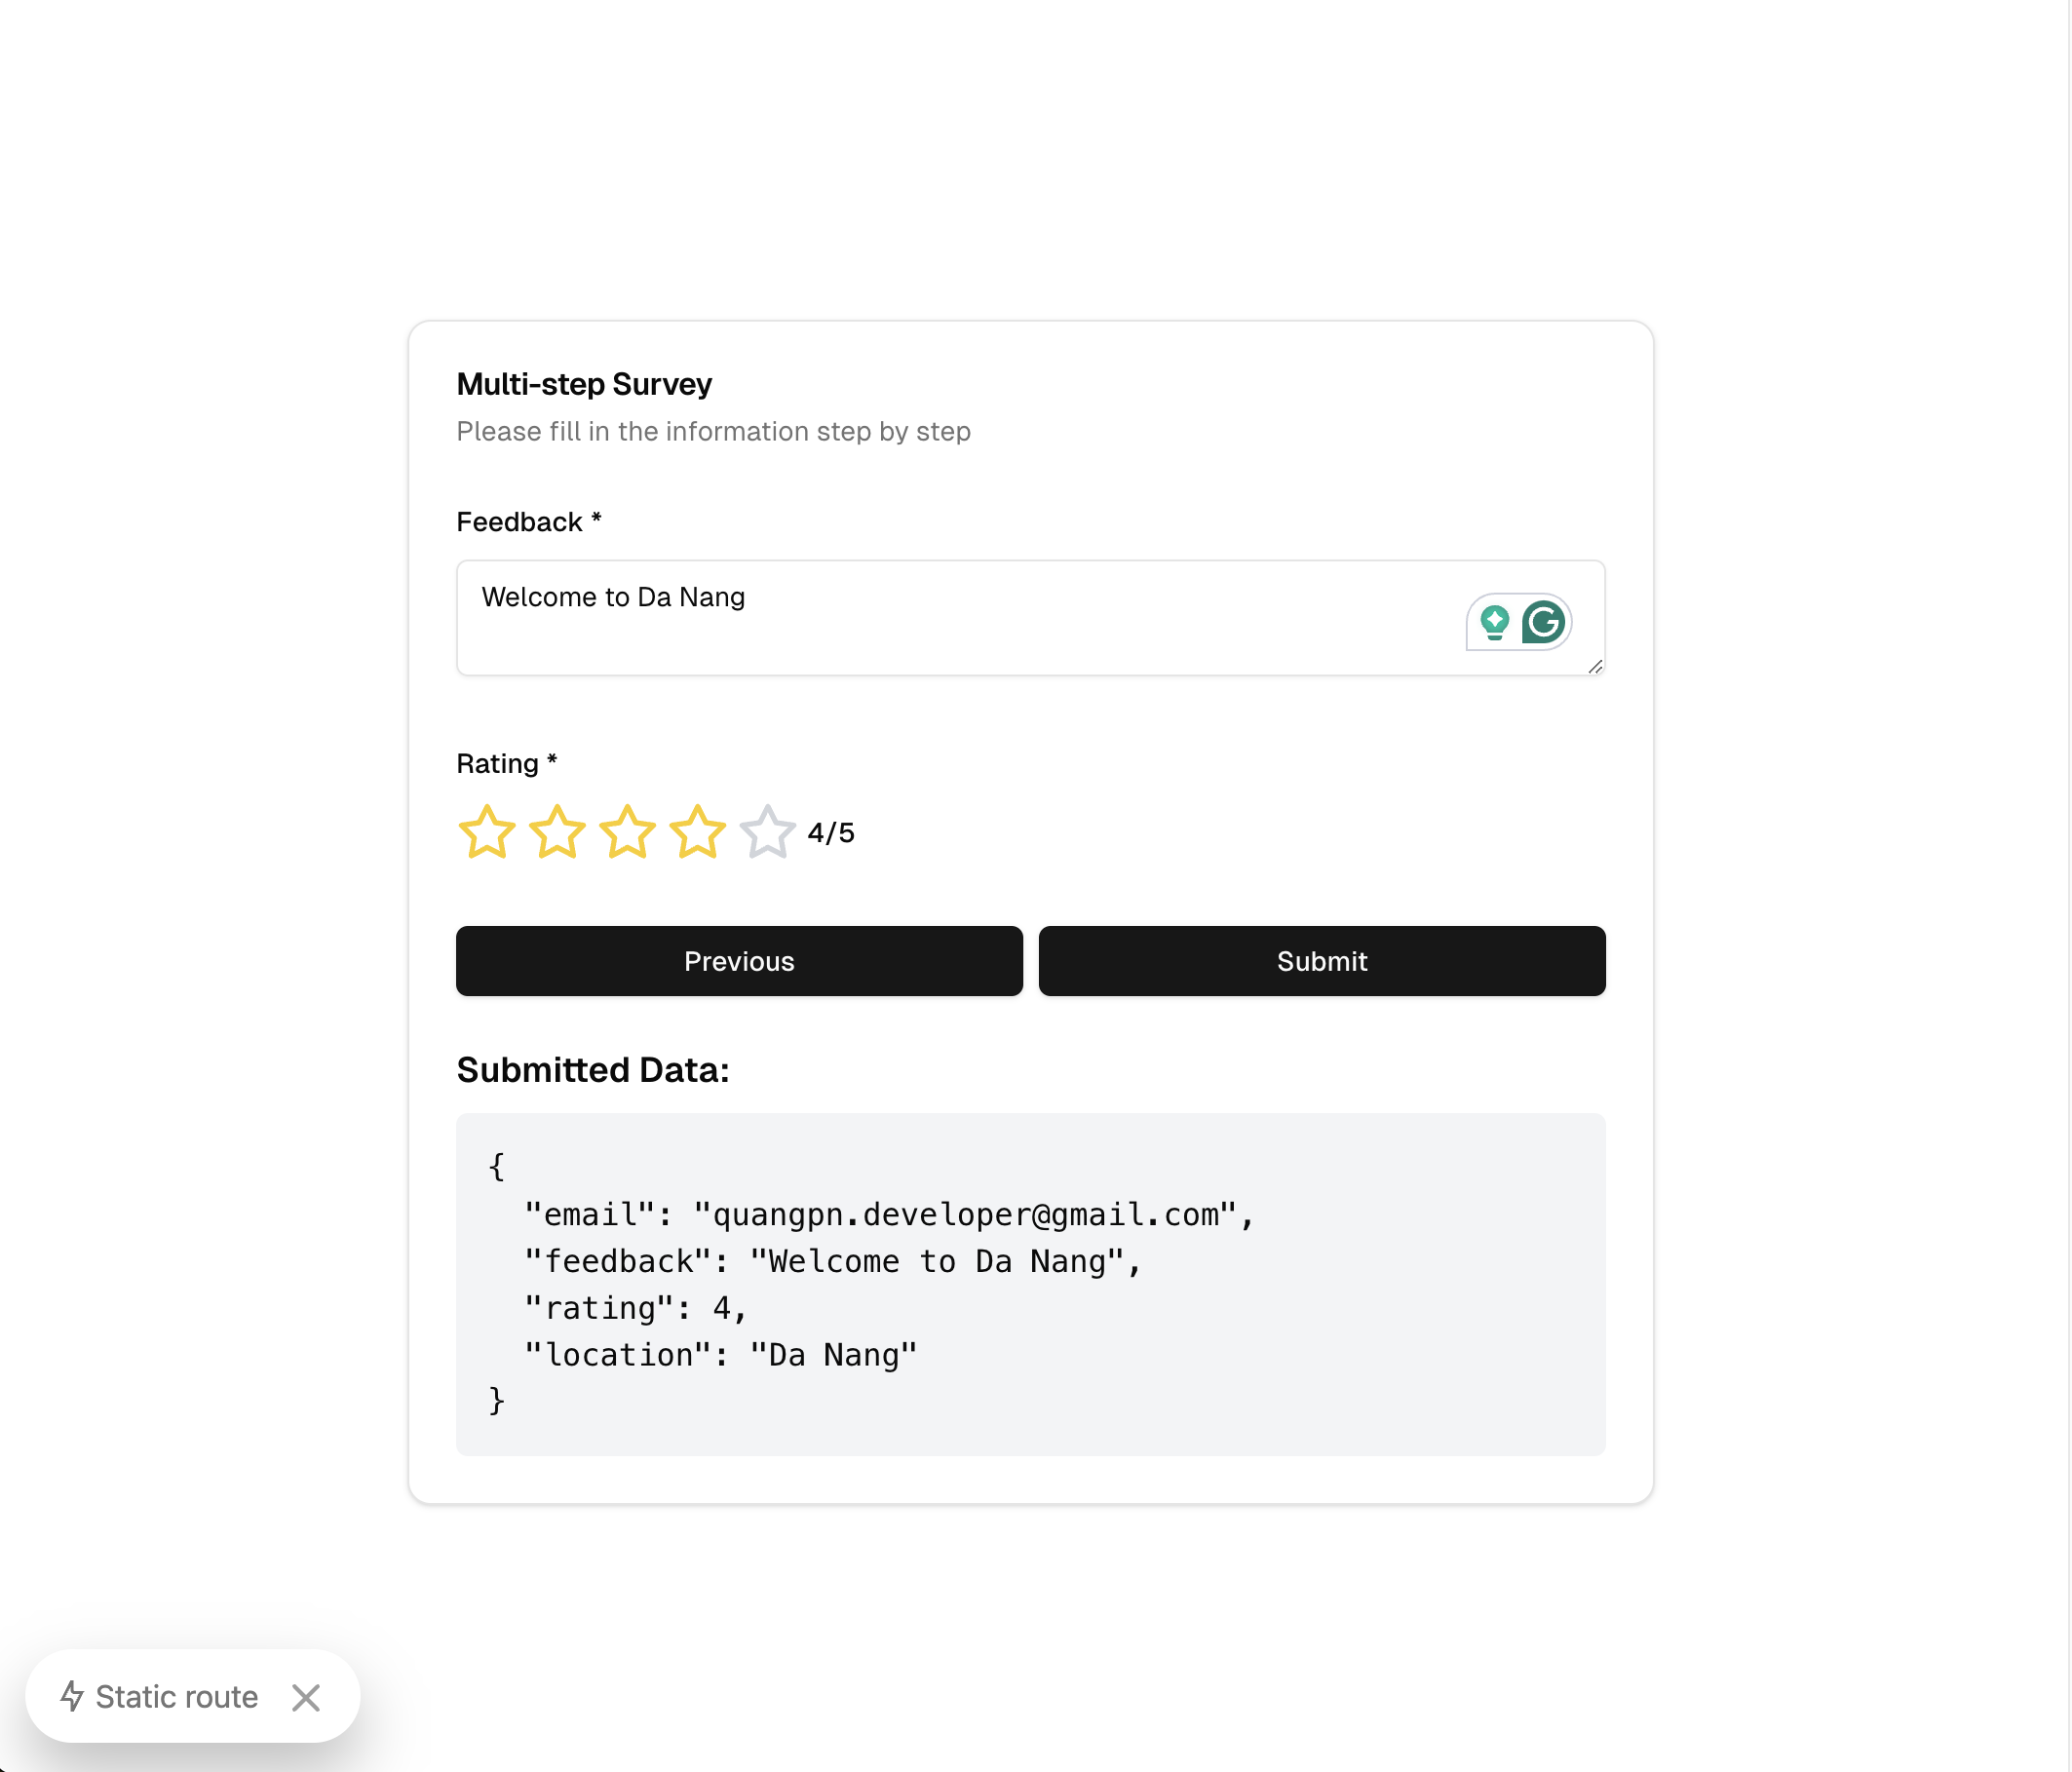 Multi-step Survey
Please fill in the information step by step
Feedback *
Welcome to Da Nang
Rating *
4/5
Previous
Submit
Submitted Data:
{
  "email": "quangpn.developer@gmail.com",
  "feedback": "Welcome to Da Nang",
  "rating": 4,
  "location": "Da Nang"
}
Static route